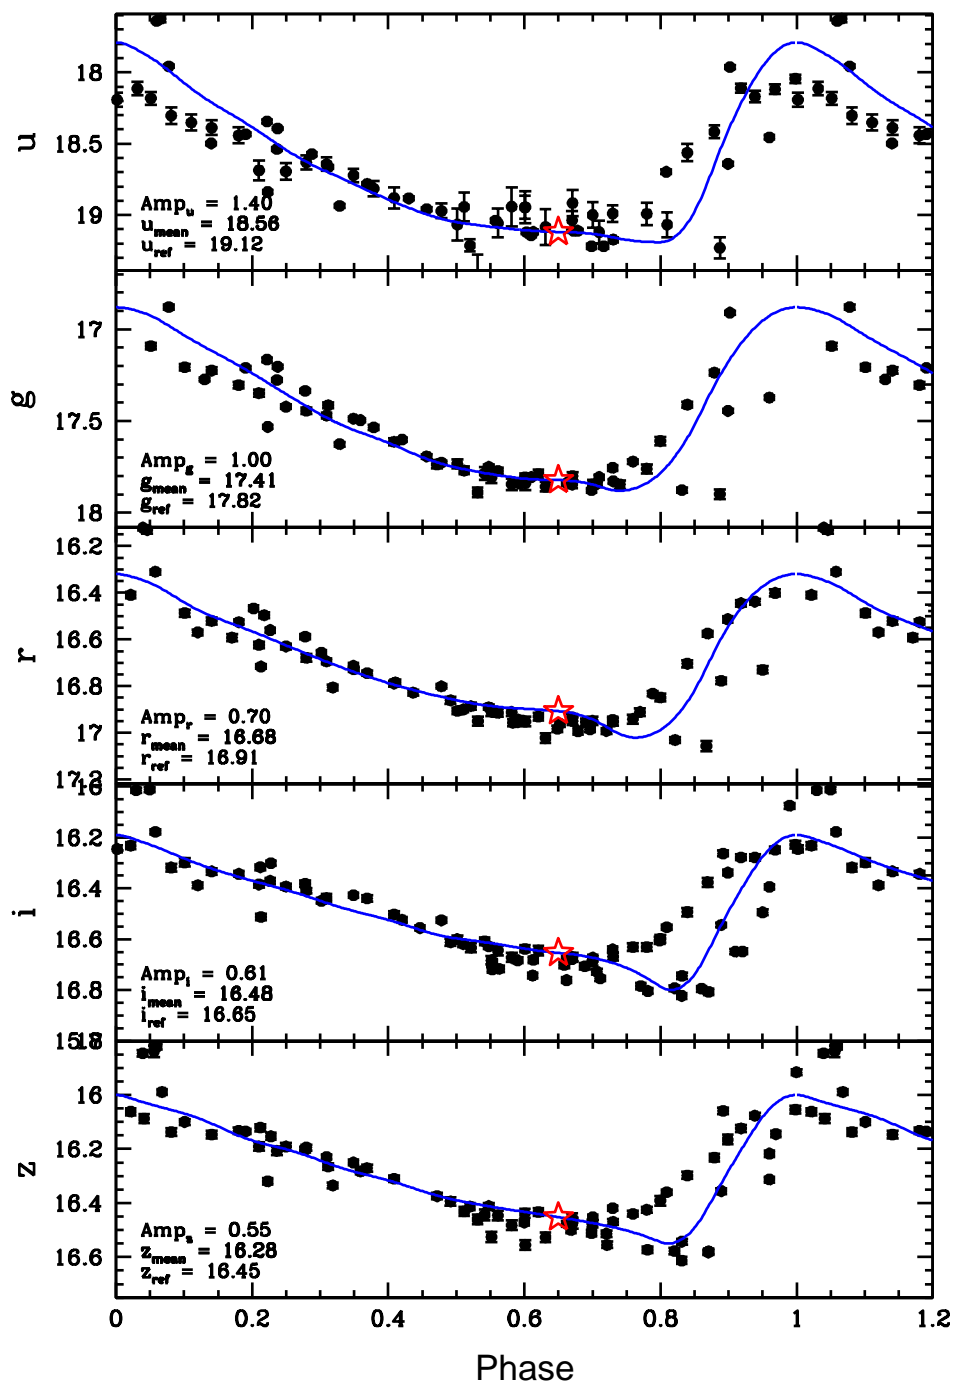 18
18.5
19
u
Amp_u = 1.40
u_mean = 18.56
u_ref = 19.12
17
17.5
18
g
Amp_g = 1.00
g_mean = 17.41
g_ref = 17.82
16.2
16.4
16.6
16.8
17
17.2
r
Amp_r = 0.70
r_mean = 16.68
r_ref = 16.91
16
16.2
16.4
16.6
16.8
i
Amp_i = 0.61
i_mean = 16.48
i_ref = 16.65
16
16.2
16.4
16.6
z
Amp_z = 0.55
z_mean = 16.28
z_ref = 16.45
0 0.2 0.4 0.6 0.8 1 1.2
Phase